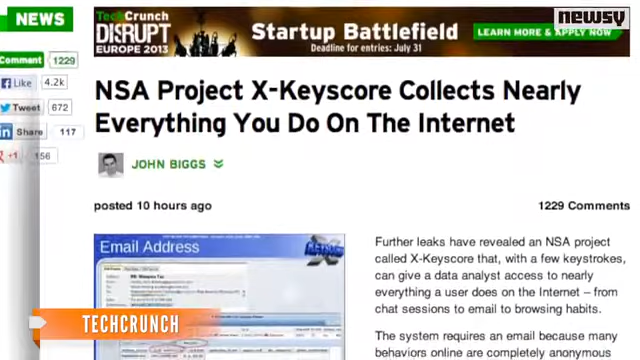 NEWS
newsy
TechCrunch
DISRUPT
EUROPE 2013
Startup Battlefield
Deadline for entries: July 31
LEARN MORE & APPLY NOW
Comment 1229
Like 4.2k
Tweet 672
in Share 117
+1 156
NSA Project X-Keyscore Collects Nearly
Everything You Do On The Internet
JOHN BIGGS
posted 10 hours ago
1229 Comments
Email Address
Further leaks have revealed an NSA project
called X-Keyscore that, with a few keystrokes,
can give a data analyst access to nearly
everything a user does on the Internet – from
chat sessions to email to browsing habits.
The system requires an email because many
behaviors online are completely anonymous
TECHCRUNCH